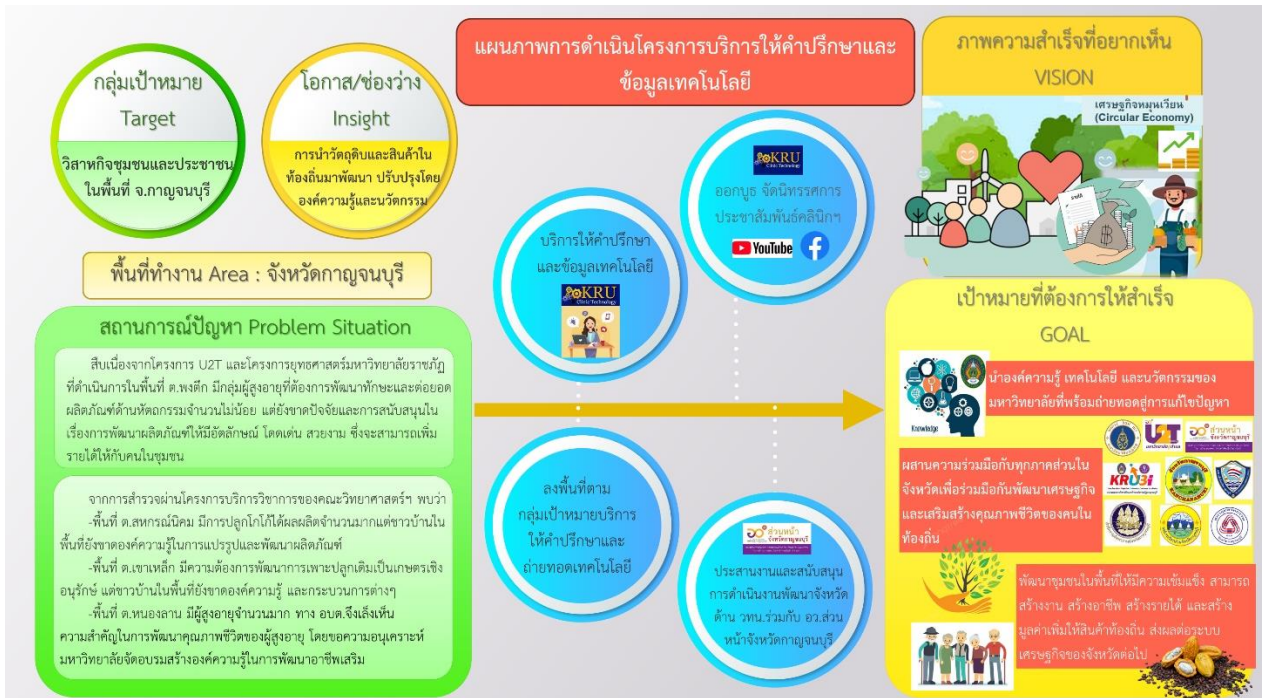 แผนภาพการดำเนินโครงการบริการให้คำปรึกษาและ
ข้อมูลเทคโนโลยี
กลุ่มเป้าหมาย
Target
วิสาหกิจชุมชนและประชาชน
ในพื้นที่ จ.กาญจนบุรี
โอกาส/ช่องว่าง
Insight
การนำวัตถุดิบและสินค้าใน
ท้องถิ่นมาพัฒนา ปรับปรุงโดย
องค์ความรู้และนวัตกรรม
พื้นที่ทำงาน Area : จังหวัดกาญจนบุรี
สถานการณ์ปัญหา Problem Situation
สืบเนื่องจากโครงการ U2T และโครงการยุทธศาสตร์มหาวิทยาลัยราชภัฏ
ที่ดำเนินการในพื้นที่ ต.พงตึก มีกลุ่มผู้สูงอายุที่ต้องการพัฒนาทักษะและต่อยอด
ผลิตภัณฑ์ด้านหัตถกรรมจำนวนไม่น้อย แต่ยังขาดปัจจัยและการสนับสนุนใน
เรื่องการพัฒนาผลิตภัณฑ์ให้มีอัตลักษณ์ โดดเด่น สวยงาม ซึ่งจะสามารถเพิ่ม
รายได้ให้กับคนในชุมชน
จากการสำรวจผ่านโครงการบริการวิชาการของคณะวิทยาศาสตร์ฯ พบว่า
-พื้นที่ ต.สหกรณ์นิคม มีการปลูกโกโก้ได้ผลผลิตจำนวนมากแต่ชาวบ้านใน
พื้นที่ยังขาดองค์ความรู้ในการแปรรูปและพัฒนาผลิตภัณฑ์
-พื้นที่ ต.เขาเหล็ก มีความต้องการพัฒนาการเพาะปลูกเดิมเป็นเกษตรเชิง
อนุรักษ์ แต่ชาวบ้านในพื้นที่ยังขาดองค์ความรู้ และกระบวนการต่างๆ
-พื้นที่ ต.หนองลาน มีผู้สูงอายุจำนวนมาก ทาง อบต.จึงเล็งเห็น
ความสำคัญในการพัฒนาคุณภาพชีวิตของผู้สูงอายุ โดยขอความอนุเคราะห์
มหาวิทยาลัยจัดอบรมสร้างองค์ความรู้ในการพัฒนาอาชีพเสริม
บริการให้คำปรึกษา
และข้อมูลเทคโนโลยี
KRU
Clinic Technology
KRU
Clinic Technology
ออกบูธ จัดนิทรรศการ
ประชาสัมพันธ์คลินิกฯ
YouTube
ลงพื้นที่ตาม
กลุ่มเป้าหมายบริการ
ให้คำปรึกษาและ
ถ่ายทอดเทคโนโลยี
อว ส่วนหน้า
จังหวัดกาญจนบุรี
ประสานงานและสนับสนุน
การดำเนินงานพัฒนาจังหวัด
ด้าน วทน.ร่วมกับ อว.ส่วน
หน้าจังหวัดกาญจนบุรี
ภาพความสำเร็จที่อยากเห็น
VISION
เศรษฐกิจหมุนเวียน
(Circular Economy)
เป้าหมายที่ต้องการให้สำเร็จ
GOAL
Knowledge
นำองค์ความรู้ เทคโนโลยี และนวัตกรรมของ
มหาวิทยาลัยที่พร้อมถ่ายทอดสู่การแก้ไขปัญหา
U2T
อว ส่วนหน้า
จังหวัดกาญจนบุรี
KRUBi
ผสานความร่วมมือกับทุกภาคส่วนใน
จังหวัดเพื่อร่วมมือกันพัฒนาเศรษฐกิจ
และเสริมสร้างคุณภาพชีวิตของคนใน
ท้องถิ่น
พัฒนาชุมชนในพื้นที่ให้มีความเข้มแข็ง สามารถ
สร้างงาน สร้างอาชีพ สร้างรายได้ และสร้าง
มูลค่าเพิ่มให้สินค้าท้องถิ่น ส่งผลต่อระบบ
เศรษฐกิจของจังหวัดต่อไป